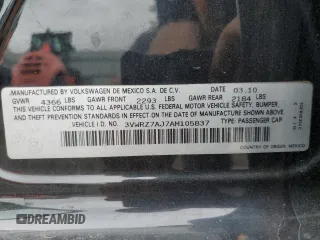 MANUFACTURED BY VOLKSWAGEN DE MEXICO S.A. DE C.V. DATE 03.10
GVWR 4366 LBS GAWR FRONT 2293 LBS GAWR REAR 2184 LBS
THIS VEHICLE CONFORMS TO ALL APPLICABLE U.S. FEDERAL MOTOR VEHICLE SAFETY, BUMPER,
AND THEFT PREVENTION STANDARDS IN EFFECT ON THE DATE OF MANUFACTURE SHOWN ABOVE.
VEHICLE I D. NO. 3VWRZ7AJ7AH105837 TYPE: PASSENGER CAR
COUNTRY OF ORIGIN: MEXICO
DREAMBID